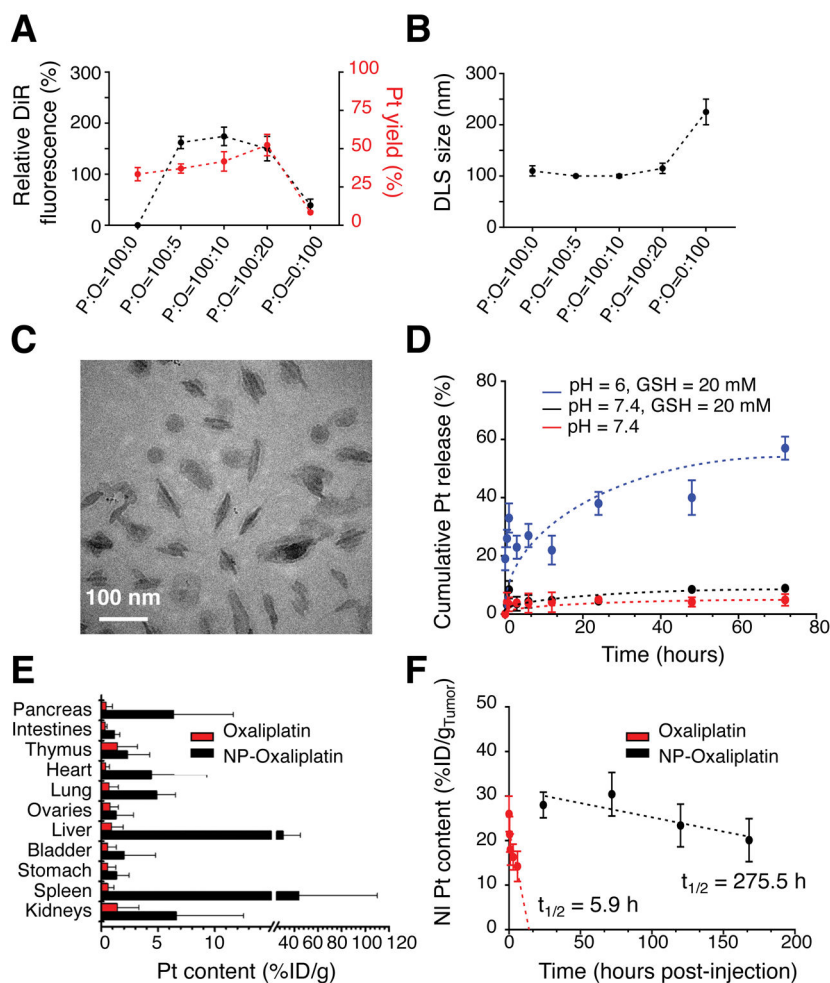 A
300
200
100
0
Relative DiR
fluorescence (%)
100
75
50
25
0
Pt yield (%)
P:O=100:0
P:O=100:5
P:O=100:10
P:O=100:20
P:O=0:100
B
300
200
100
0
DLS size (nm)
P:O=100:0
P:O=100:5
P:O=100:10
P:O=100:20
P:O=0:100
C
100 nm
D
80
60
40
20
0
Cumulative Pt release (%)
pH = 6, GSH = 20 mM
pH = 7.4, GSH = 20 mM
pH = 7.4
0 20 40 60 80
Time (hours)
E
Pancreas
Intestines
Thymus
Heart
Lung
Ovaries
Liver
Bladder
Stomach
Spleen
Kidneys
Oxaliplatin
NP-Oxaliplatin
0 5 10 40 60 80 100 120
Pt content (%ID/g)
F
50
40
30
20
10
0
NI Pt content (%ID/gTumor)
Oxaliplatin
NP-Oxaliplatin
t1/2 = 5.9 h
t1/2 = 275.5 h
0 50 100 150 200
Time (hours post-injection)